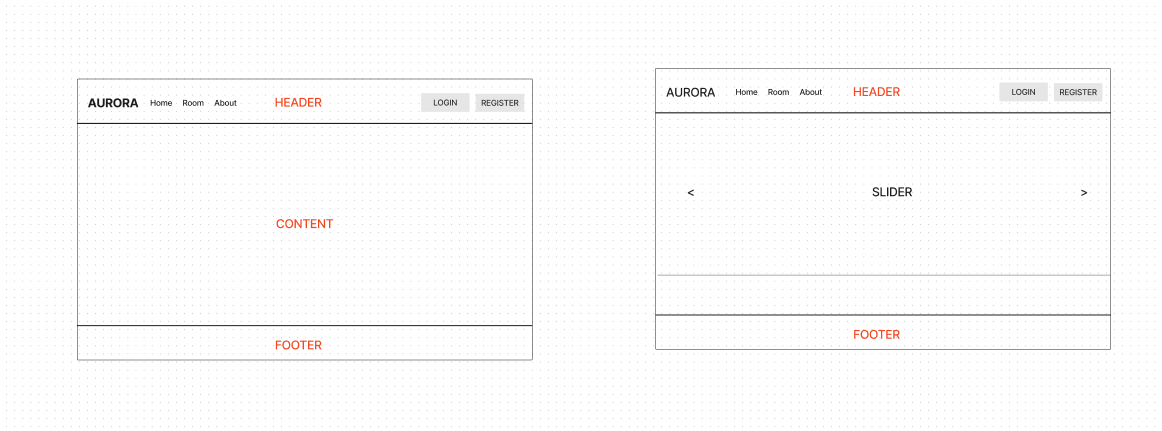 AURORA Home Room About HEADER LOGIN REGISTER
CONTENT
FOOTER
AURORA Home Room About HEADER LOGIN REGISTER
< SLIDER >
FOOTER